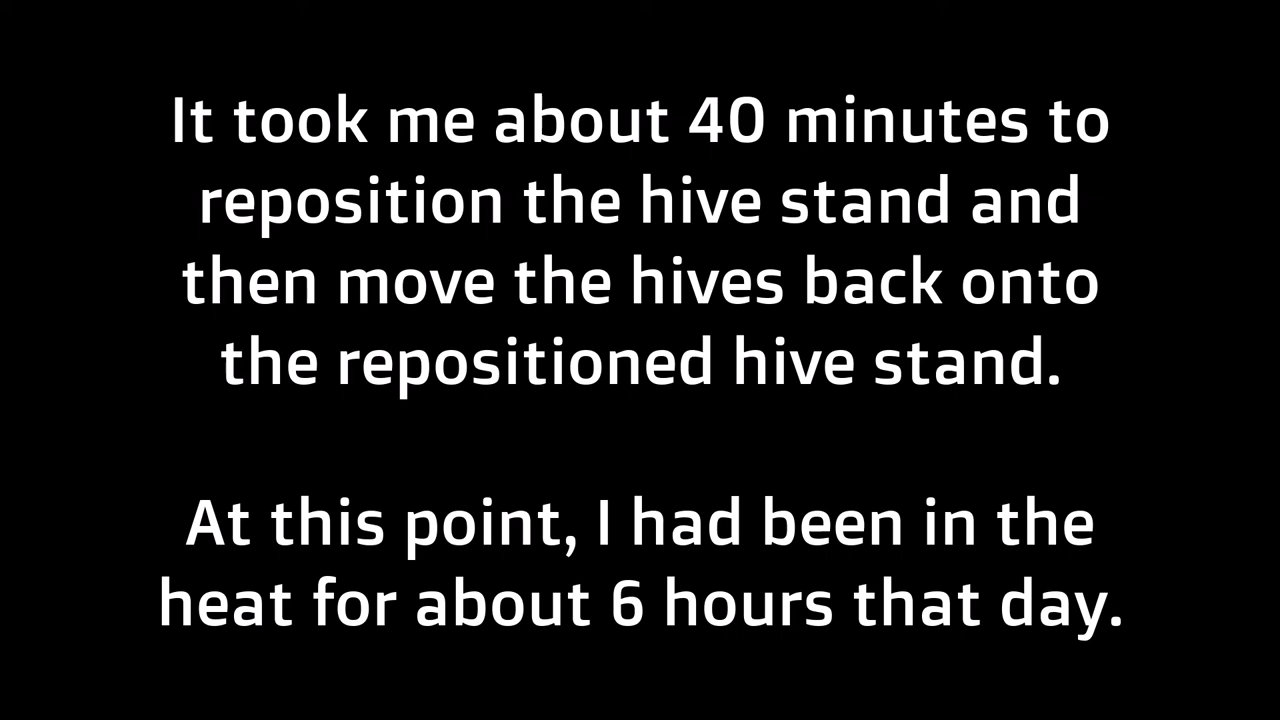 It took me about 40 minutes to
reposition the hive stand and
then move the hives back onto
the repositioned hive stand.
At this point, I had been in the
heat for about 6 hours that day.